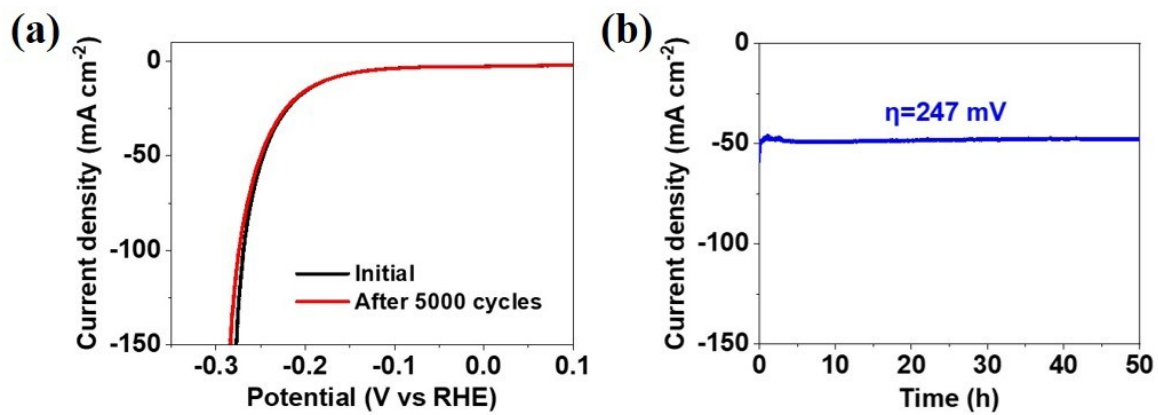 (a)
Current density (mA cm-2)
0
-50
-100
-150
Initial
After 5000 cycles
-0.3
-0.2
-0.1
0.0
0.1
Potential (V vs RHE)
(b)
Current density (mA cm-2)
0
-50
-100
-150
η=247 mV
0
10
20
30
40
50
Time (h)